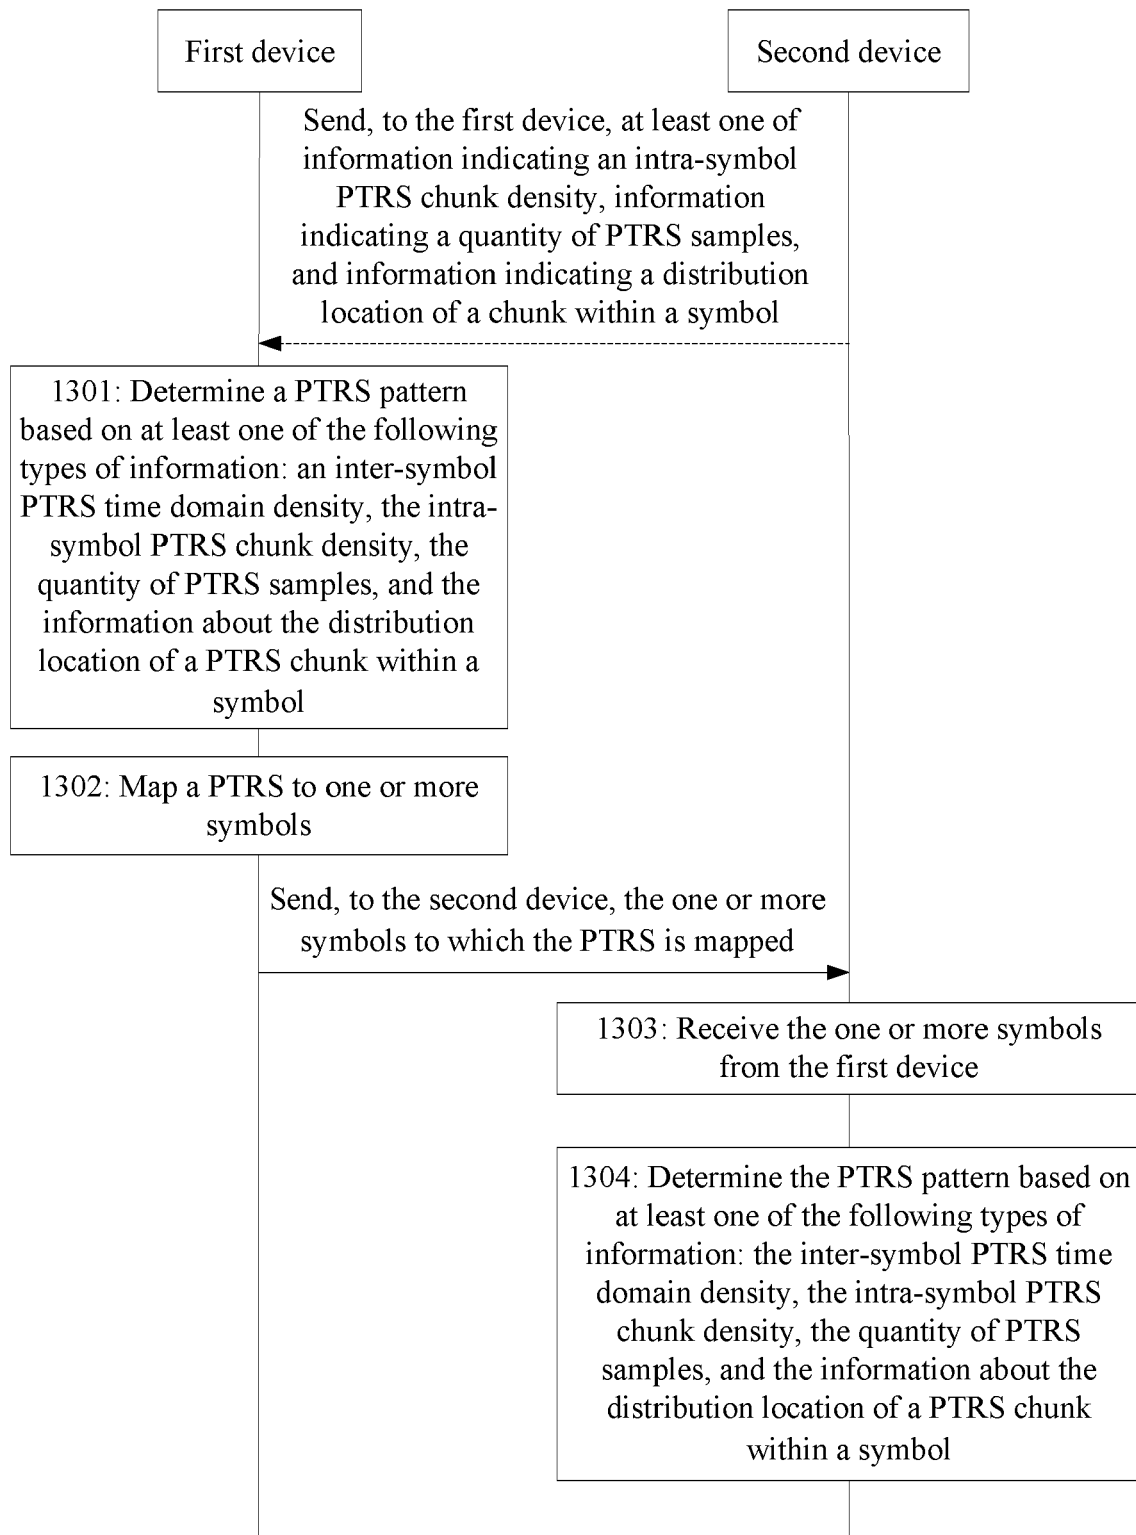 First device
Second device
Send, to the first device, at least one of
information indicating an intra-symbol
PTRS chunk density, information
indicating a quantity of PTRS samples,
and information indicating a distribution
location of a chunk within a symbol
1301: Determine a PTRS pattern
based on at least one of the following
types of information: an inter-symbol
PTRS time domain density, the intra-
symbol PTRS chunk density, the
quantity of PTRS samples, and the
information about the distribution
location of a PTRS chunk within a
symbol
1302: Map a PTRS to one or more
symbols
Send, to the second device, the one or more
symbols to which the PTRS is mapped
1303: Receive the one or more symbols
from the first device
1304: Determine the PTRS pattern based on
at least one of the following types of
information: the inter-symbol PTRS time
domain density, the intra-symbol PTRS
chunk density, the quantity of PTRS
samples, and the information about the
distribution location of a PTRS chunk
within a symbol